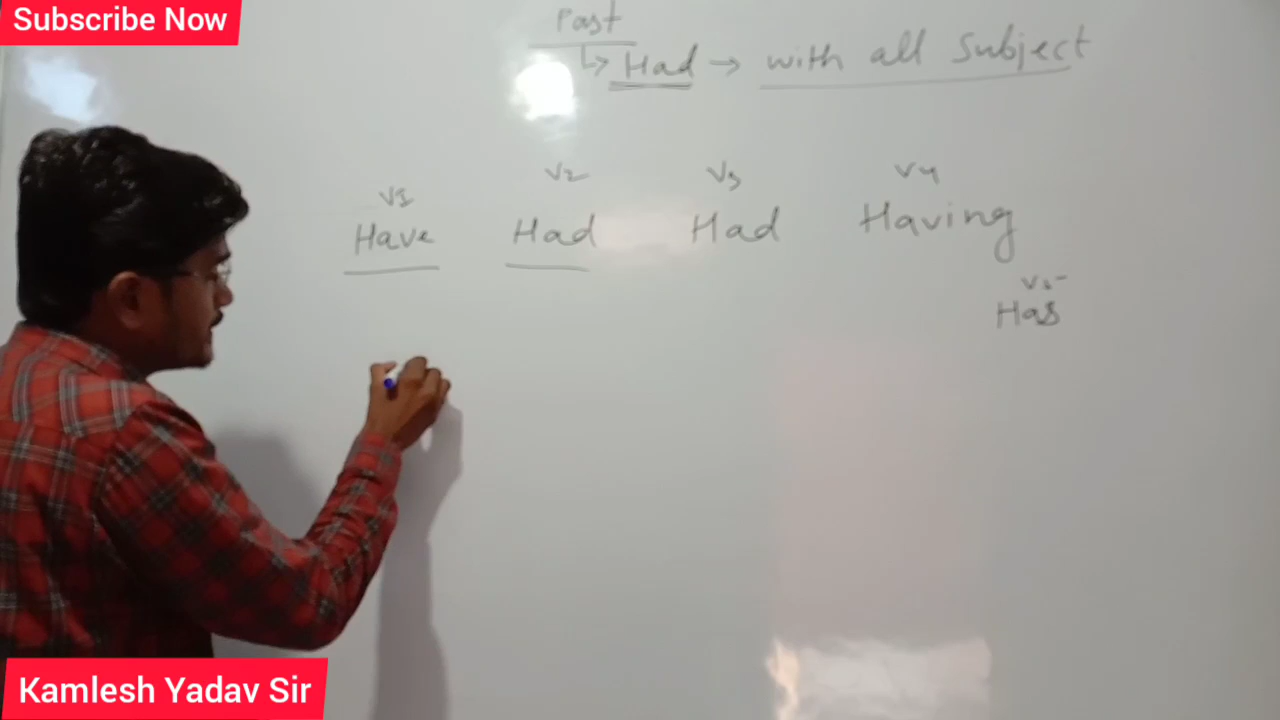 Subscribe Now
Past
↳ Had → with all Subject
V1 V2 V3 V4
Have Had Had Having
V5
Has
Kamlesh Yadav Sir